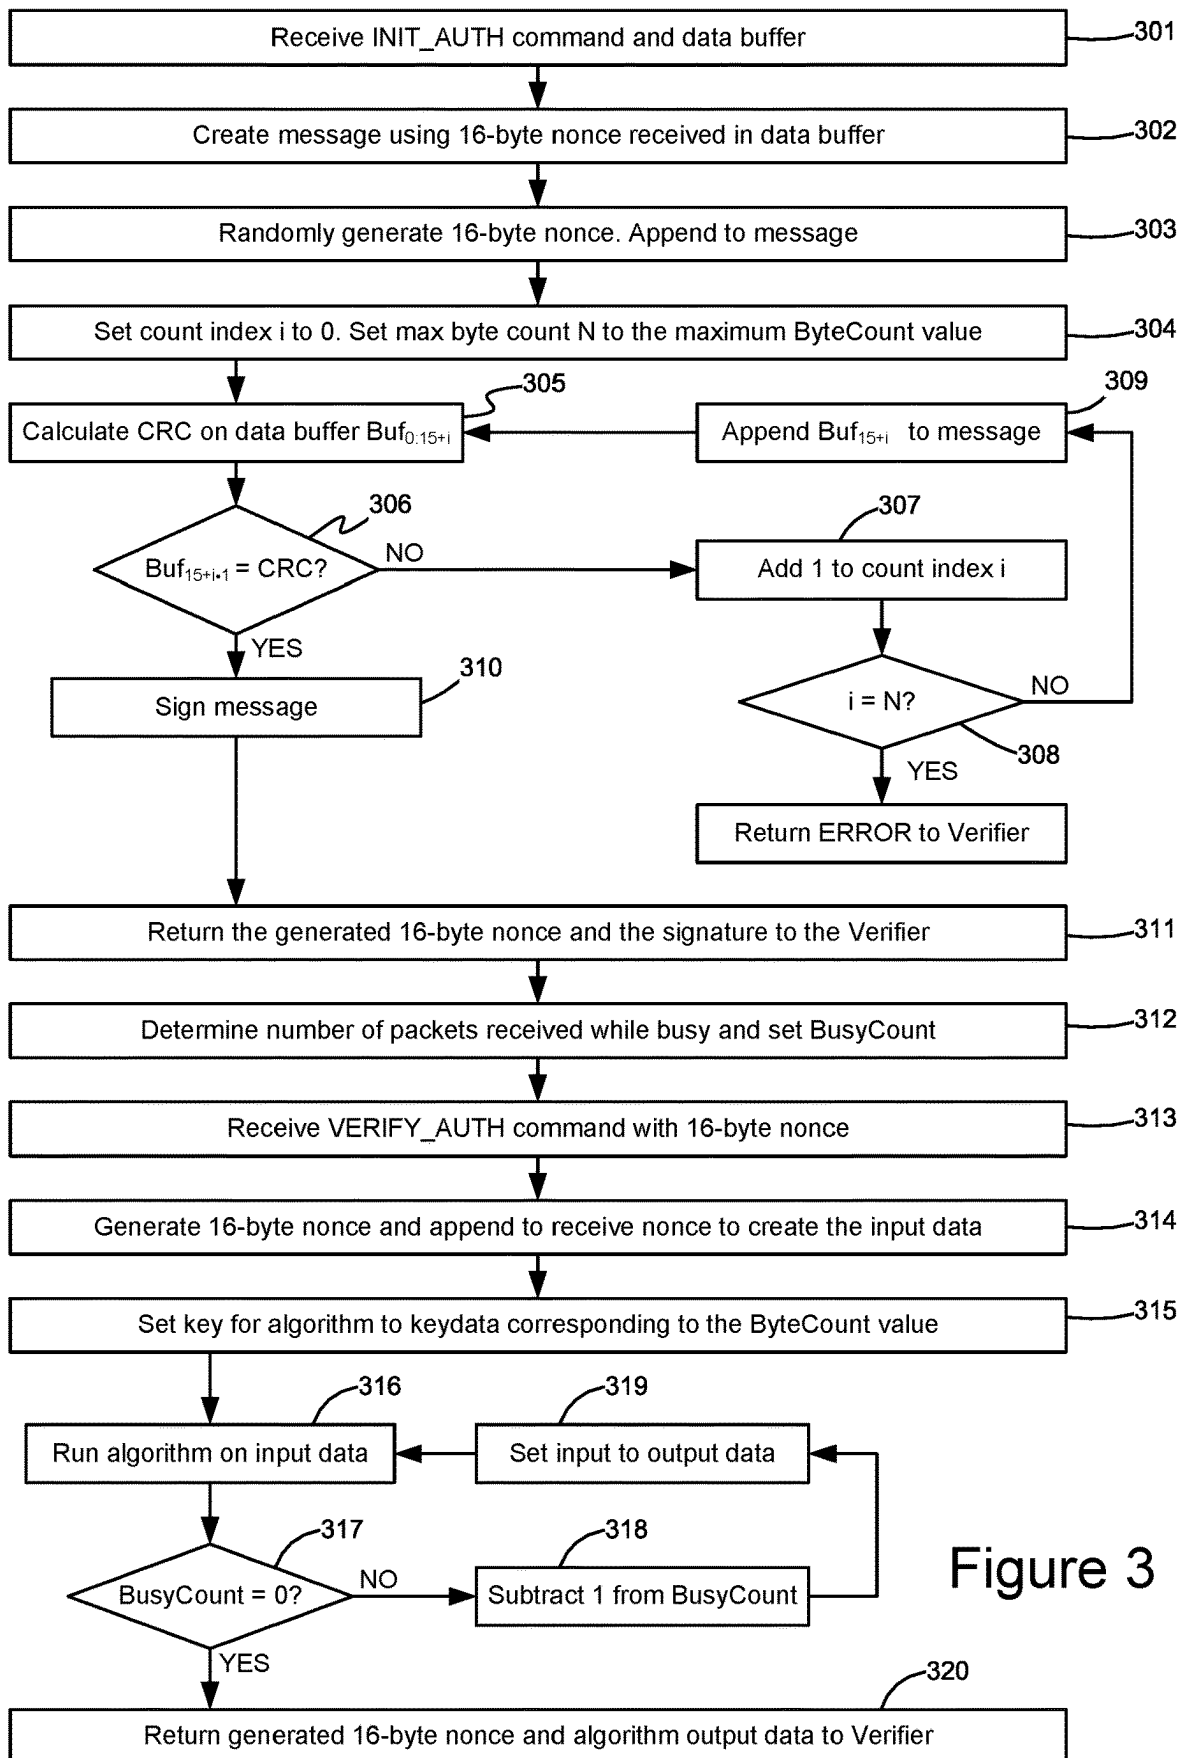 Receive INIT_AUTH command and data buffer
301
Create message using 16-byte nonce received in data buffer
302
Randomly generate 16-byte nonce. Append to message
303
Set count index i to 0. Set max byte count N to the maximum ByteCount value
304
305
309
Calculate CRC on data buffer Buf0:15+i
Append Buf15+i to message
306
307
Buf15+i•1 = CRC?
NO
Add 1 to count index i
YES
310
Sign message
i = N?
NO
308
YES
Return ERROR to Verifier
Return the generated 16-byte nonce and the signature to the Verifier
311
Determine number of packets received while busy and set BusyCount
312
Receive VERIFY_AUTH command with 16-byte nonce
313
Generate 16-byte nonce and append to receive nonce to create the input data
314
Set key for algorithm to keydata corresponding to the ByteCount value
315
316
319
Run algorithm on input data
Set input to output data
317
318
BusyCount = 0?
NO
Subtract 1 from BusyCount
Figure 3
YES
320
Return generated 16-byte nonce and algorithm output data to Verifier